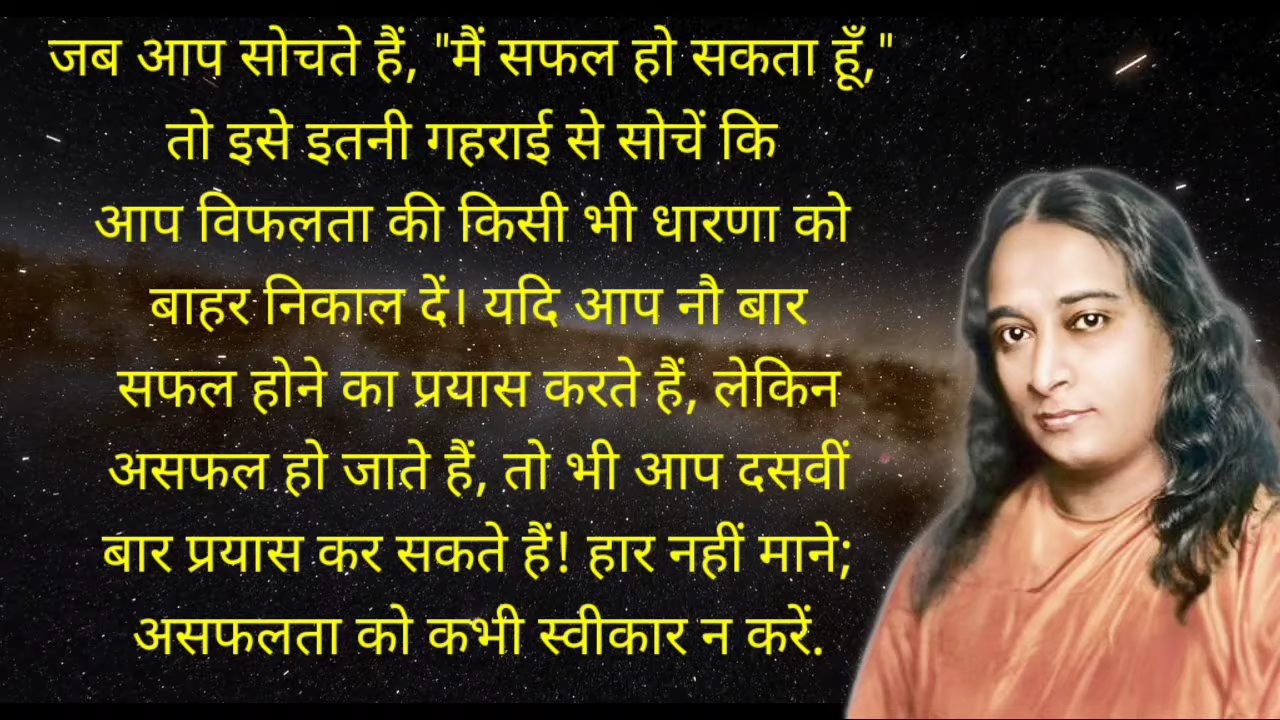 जब आप सोचते हैं, "मैं सफल हो सकता हूँ,"
तो इसे इतनी गहराई से सोचें कि
आप विफलता की किसी भी धारणा को
बाहर निकाल दें। यदि आप नौ बार
सफल होने का प्रयास करते हैं, लेकिन
असफल हो जाते हैं, तो भी आप दसवीं
बार प्रयास कर सकते हैं! हार नहीं माने;
असफलता को कभी स्वीकार न करें.